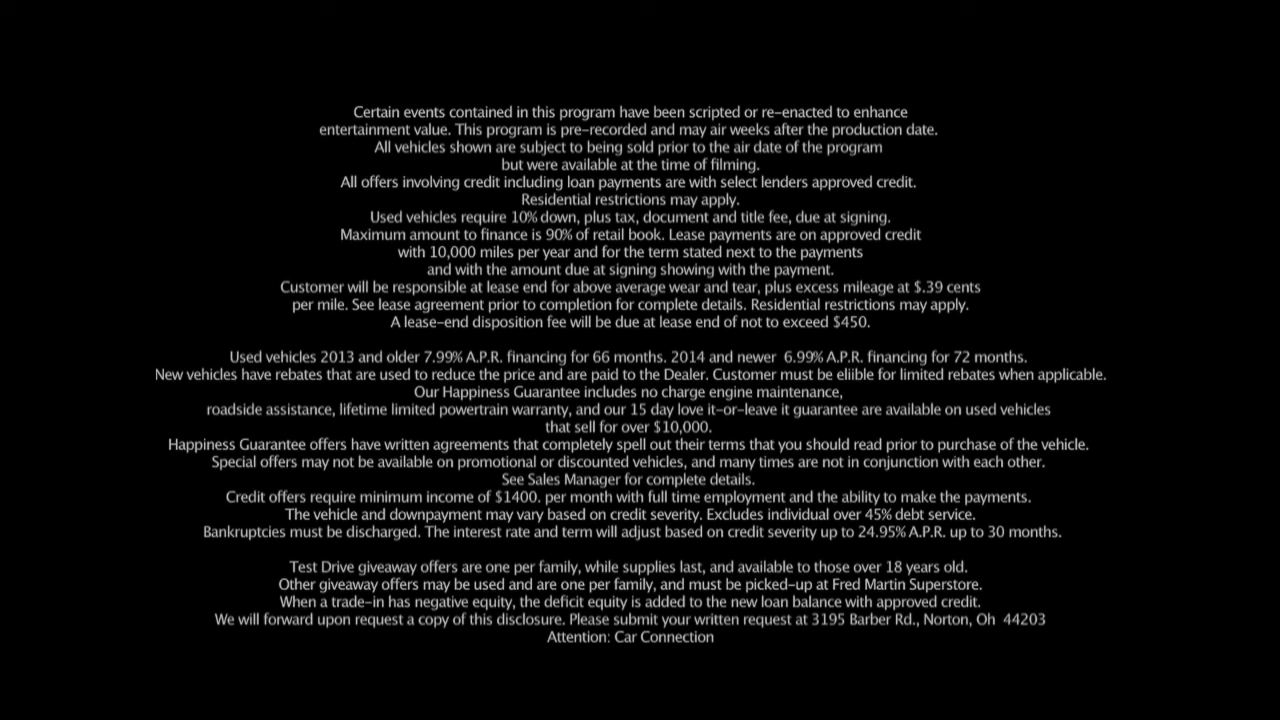 Certain events contained in this program have been scripted or re-enacted to enhance
entertainment value. This program is pre-recorded and may air weeks after the production date.
All vehicles shown are subject to being sold prior to the air date of the program
but were available at the time of filming.
All offers involving credit including loan payments are with select lenders approved credit.
Residential restrictions may apply.
Used vehicles require 10% down, plus tax, document and title fee, due at signing.
Maximum amount to finance is 90% of retail book. Lease payments are on approved credit
with 10,000 miles per year and for the term stated next to the payments
and with the amount due at signing showing with the payment.
Customer will be responsible at lease end for above average wear and tear, plus excess mileage at $.39 cents
per mile. See lease agreement prior to completion for complete details. Residential restrictions may apply.
A lease-end disposition fee will be due at lease end of not to exceed $450.
Used vehicles 2013 and older 7.99% A.P.R. financing for 66 months. 2014 and newer 6.99% A.P.R. financing for 72 months.
New vehicles have rebates that are used to reduce the price and are paid to the Dealer. Customer must be eliible for limited rebates when applicable.
Our Happiness Guarantee includes no charge engine maintenance,
roadside assistance, lifetime limited powertrain warranty, and our 15 day love it-or-leave it guarantee are available on used vehicles
that sell for over $10,000.
Happiness Guarantee offers have written agreements that completely spell out their terms that you should read prior to purchase of the vehicle.
Special offers may not be available on promotional or discounted vehicles, and many times are not in conjunction with each other.
See Sales Manager for complete details.
Credit offers require minimum income of $1400. per month with full time employment and the ability to make the payments.
The vehicle and downpayment may vary based on credit severity. Excludes individual over 45% debt service.
Bankruptcies must be discharged. The interest rate and term will adjust based on credit severity up to 24.95% A.P.R. up to 30 months.
Test Drive giveaway offers are one per family, while supplies last, and available to those over 18 years old.
Other giveaway offers may be used and are one per family, and must be picked-up at Fred Martin Superstore.
When a trade-in has negative equity, the deficit equity is added to the new loan balance with approved credit.
We will forward upon request a copy of this disclosure. Please submit your written request at 3195 Barber Rd., Norton, Oh 44203
Attention: Car Connection